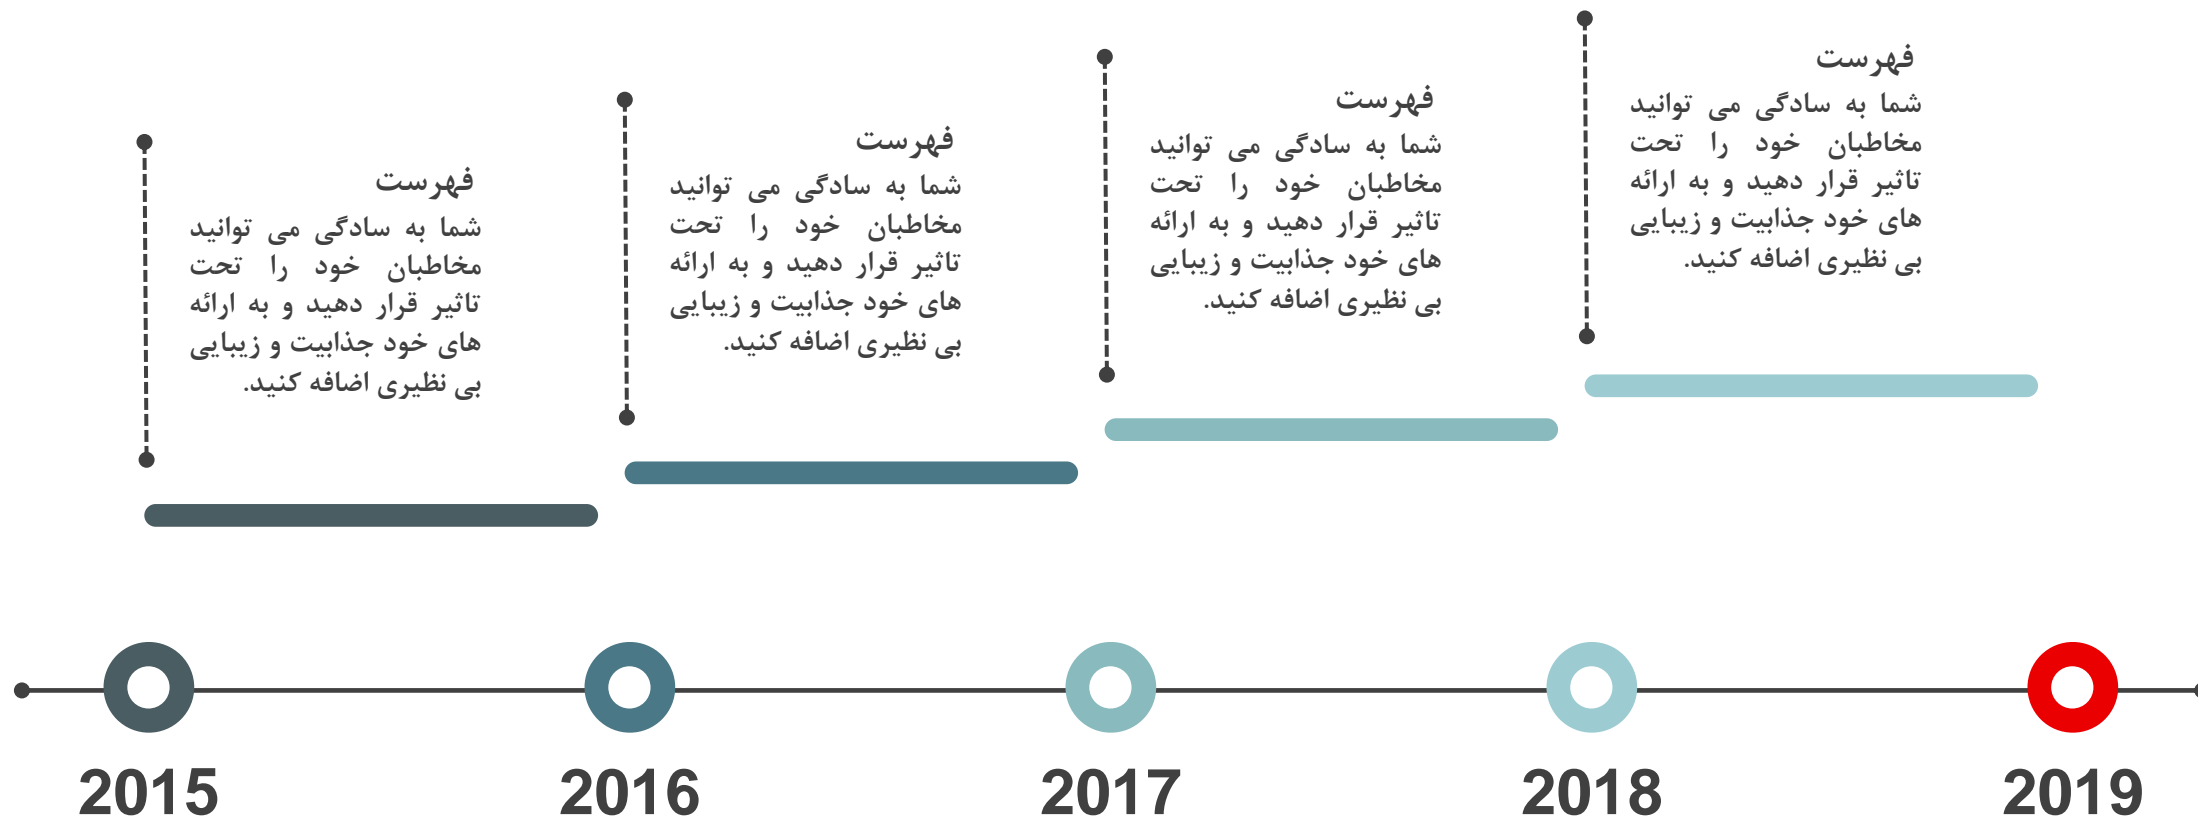 فهرست
شما به سادگی می توانید
مخاطبان خود را تحت
تاثیر قرار دهید و به ارائه
های خود جذابیت و زیبایی
بی نظیری اضافه کنید.
فهرست
شما به سادگی می توانید
مخاطبان خود را تحت
تاثیر قرار دهید و به ارائه
های خود جذابیت و زیبایی
بی نظیری اضافه کنید.
فهرست
شما به سادگی می توانید
مخاطبان خود را تحت
تاثیر قرار دهید و به ارائه
های خود جذابیت و زیبایی
بی نظیری اضافه کنید.
فهرست
شما به سادگی می توانید
مخاطبان خود را تحت
تاثیر قرار دهید و به ارائه
های خود جذابیت و زیبایی
بی نظیری اضافه کنید.
2015
2016
2017
2018
2019